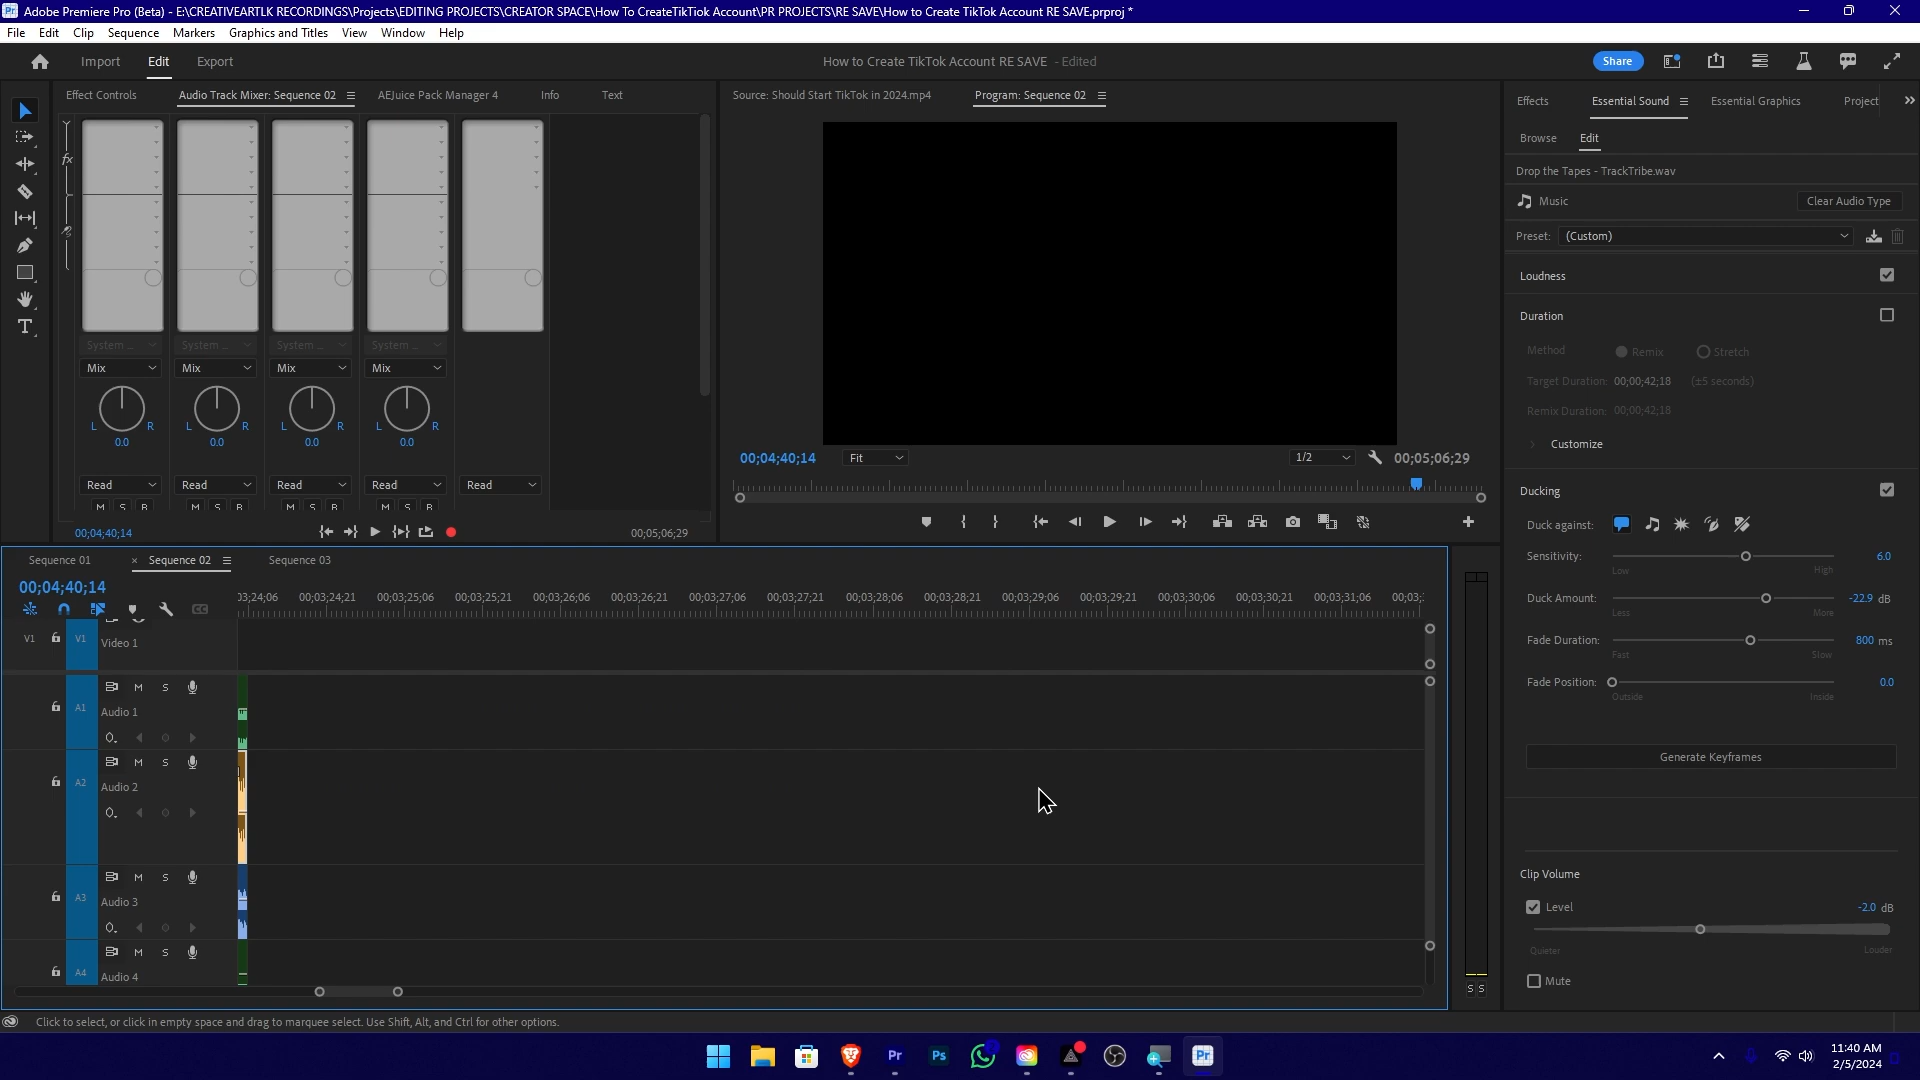 Adobe Premiere Pro (Beta) - E:\CREATIVEARTLK RECORDINGS\Projects\EDITING PROJECTS\CREATOR SPACE\How To CreateTikTiok Account\PR PROJECTS\RE SAVE\How to Create TikTok Account RE SAVE.prproj *
File Edit Clip Sequence Markers Graphics and Titles View Window Help
Import Edit Export
How to Create TikTok Account RE SAVE - Edited
Share
Effect Controls Audio Track Mixer: Sequence 02 AEJuice Pack Manager 4 Info Text
Source: Should Start TikTok in 2024.mp4 Program: Sequence 02
Effects Essential Sound Essential Graphics Project
Browse Edit
Drop the Tapes - TrackTribe.wav
Music Clear Audio Type
Preset: (Custom)
Loudness
Duration
Method Remix Stretch
Target Duration: 00;00;42;18 (±5 seconds)
Remix Duration: 00;00;42;18
Customize
Ducking
Duck against:
Sensitivity: 6.0
Low High
Duck Amount: -22.9 dB
Less More
Fade Duration: 800 ms
Fast Slow
Fade Position: 0.0
Outside Inside
Generate Keyframes
Clip Volume
Level -2.0 dB
Quieter Louder
Mute
fx
System ... System ... System ... System ...
Mix Mix Mix Mix
L R L R L R L R
0.0 0.0 0.0 0.0
Read Read Read Read Read
M S R M S R M S R M S R
00;04;40;14 00;05;06;29
00;04;40;14 Fit 1/2 00;05;06;29
Sequence 01 × Sequence 02 Sequence 03
00;04;40;14
03;24;06 00;03;24;21 00;03;25;06 00;03;25;21 00;03;26;06 00;03;26;21 00;03;27;06 00;03;27;21 00;03;28;06 00;03;28;21 00;03;29;06 00;03;29;21 00;03;30;06 00;03;30;21 00;03;31;06 00;03;
CC
V1 V1 Video 1
M S
A1 Audio 1
M S
A2 Audio 2
M S
A3 Audio 3
M S
A4 Audio 4
S S
Click to select, or click in empty space and drag to marquee select. Use Shift, Alt, and Ctrl for other options.
Pr Ps Pr
11:40 AM
2/5/2024